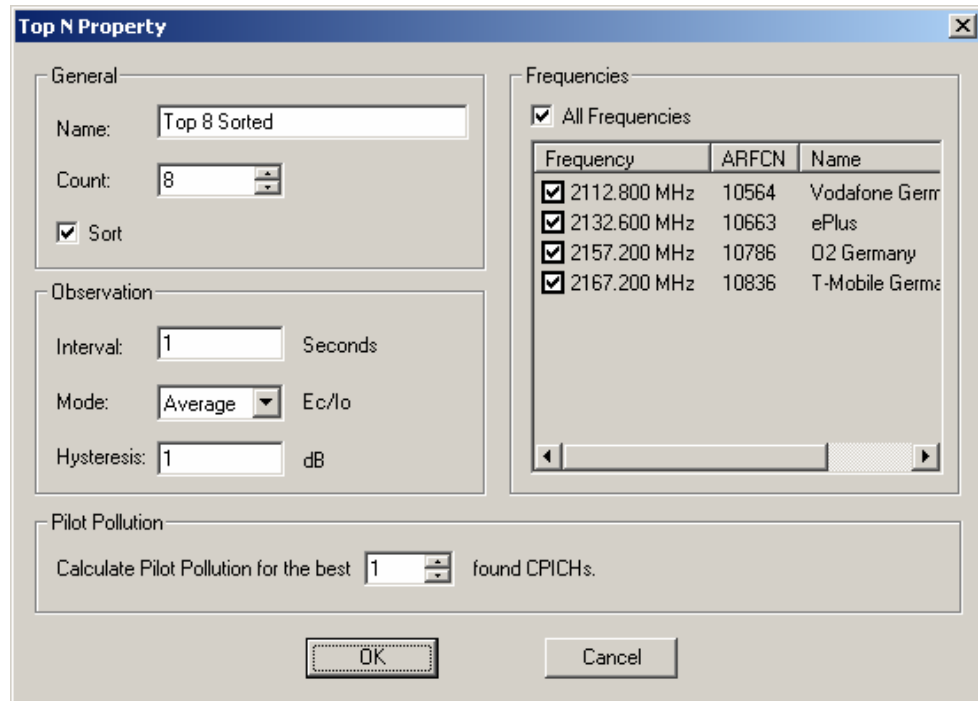 Top N Property
General
Name: Top 8 Sorted
Count: 8
Sort
Observation
Interval: 1 Seconds
Mode: Average Ec/Io
Hysteresis: 1 dB
Frequencies
All Frequencies
Frequency ARFCN Name
2112.800 MHz 10564 Vodafone Germ
2132.600 MHz 10663 ePlus
2157.200 MHz 10786 O2 Germany
2167.200 MHz 10836 T-Mobile Germa
Pilot Pollution
Calculate Pilot Pollution for the best 1 found CPICHs.
OK Cancel